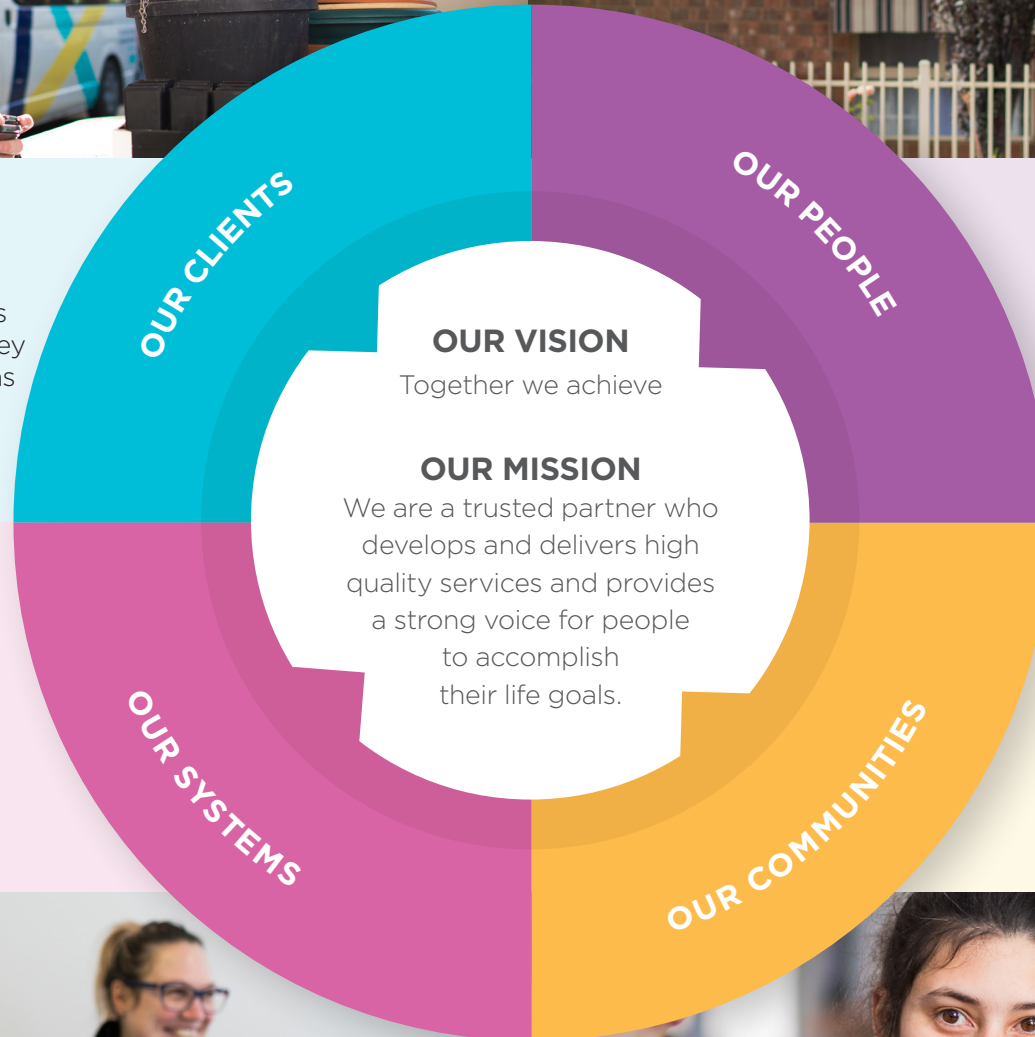 OUR CLIENTS
OUR PEOPLE
OUR VISION
Together we achieve
OUR MISSION
We are a trusted partner who
develops and delivers high
quality services and provides
a strong voice for people
to accomplish
their life goals.
OUR SYSTEMS
OUR COMMUNITIES